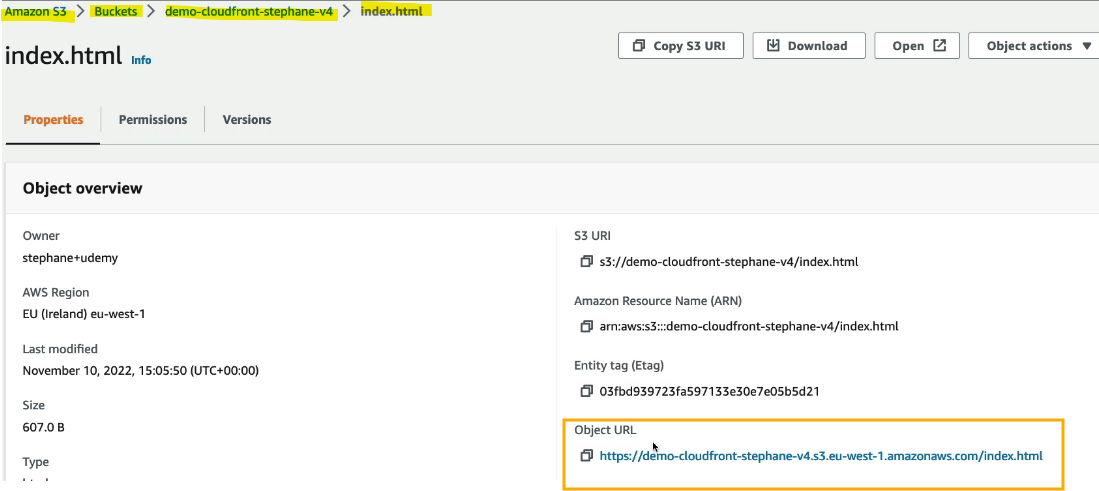 Amazon S3 > Buckets > demo-cloudfront-stephane-v4 > index.html
index.html Info
Copy S3 URI Download Open Object actions
Properties Permissions Versions
Object overview
Owner
stephane+udemy
AWS Region
EU (Ireland) eu-west-1
Last modified
November 10, 2022, 15:05:50 (UTC+00:00)
Size
607.0 B
Type
S3 URI
s3://demo-cloudfront-stephane-v4/index.html
Amazon Resource Name (ARN)
arn:aws:s3:::demo-cloudfront-stephane-v4/index.html
Entity tag (Etag)
03fbd939723fa597133e30e7e05b5d21
Object URL
https://demo-cloudfront-stephane-v4.s3.eu-west-1.amazonaws.com/index.html